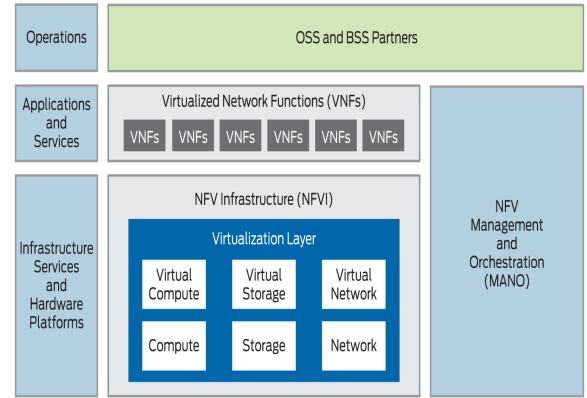 Operations
OSS and BSS Partners
Applications
and
Services
Virtualized Network Functions (VNFs)
VNFs VNFs VNFs VNFs VNFs VNFs
Infrastructure
Services
and
Hardware
Platforms
NFV Infrastructure (NFVI)
Virtualization Layer
Virtual
Compute
Virtual
Storage
Virtual
Network
Compute
Storage
Network
NFV
Management
and
Orchestration
(MANO)